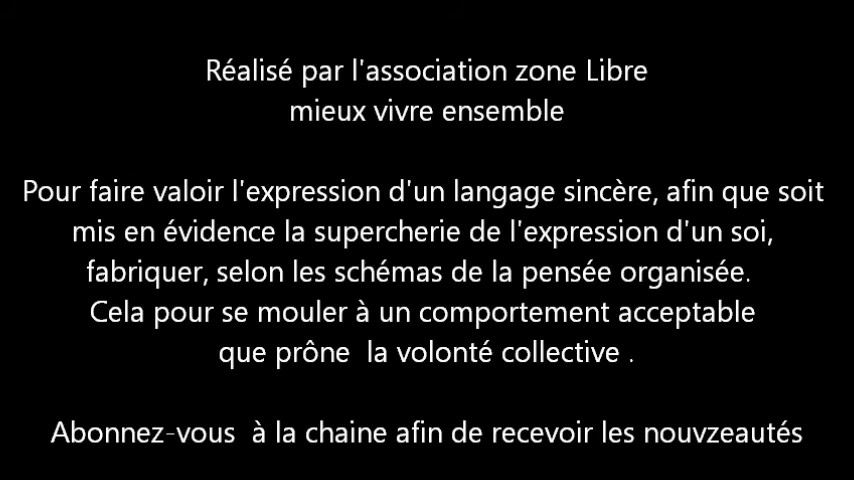 Réalisé par l'association zone Libre
mieux vivre ensemble
Pour faire valoir l'expression d'un langage sincère, afin que soit
mis en évidence la supercherie de l'expression d'un soi,
fabriquer, selon les schémas de la pensée organisée.
Cela pour se mouler à un comportement acceptable
que prône  la volonté collective .
Abonnez-vous  à la chaine afin de recevoir les nouvzeautés